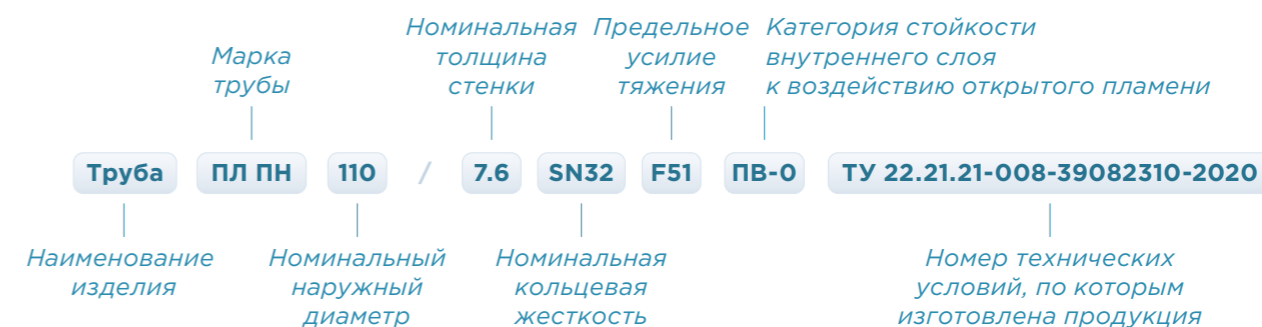 Марка
трубы
Номинальная
толщина
стенки
Предельное
усилие
тяжения
Категория стойкости
внутреннего слоя
к воздействию открытого пламени
Труба ПЛ ПН 110 / 7.6 SN32 F51 ПВ-0 ТУ 22.21.21-008-39082310-2020
Наименование
изделия
Номинальный
наружный
диаметр
Номинальная
кольцевая
жесткость
Номер технических
условий, по которым
изготовлена продукция